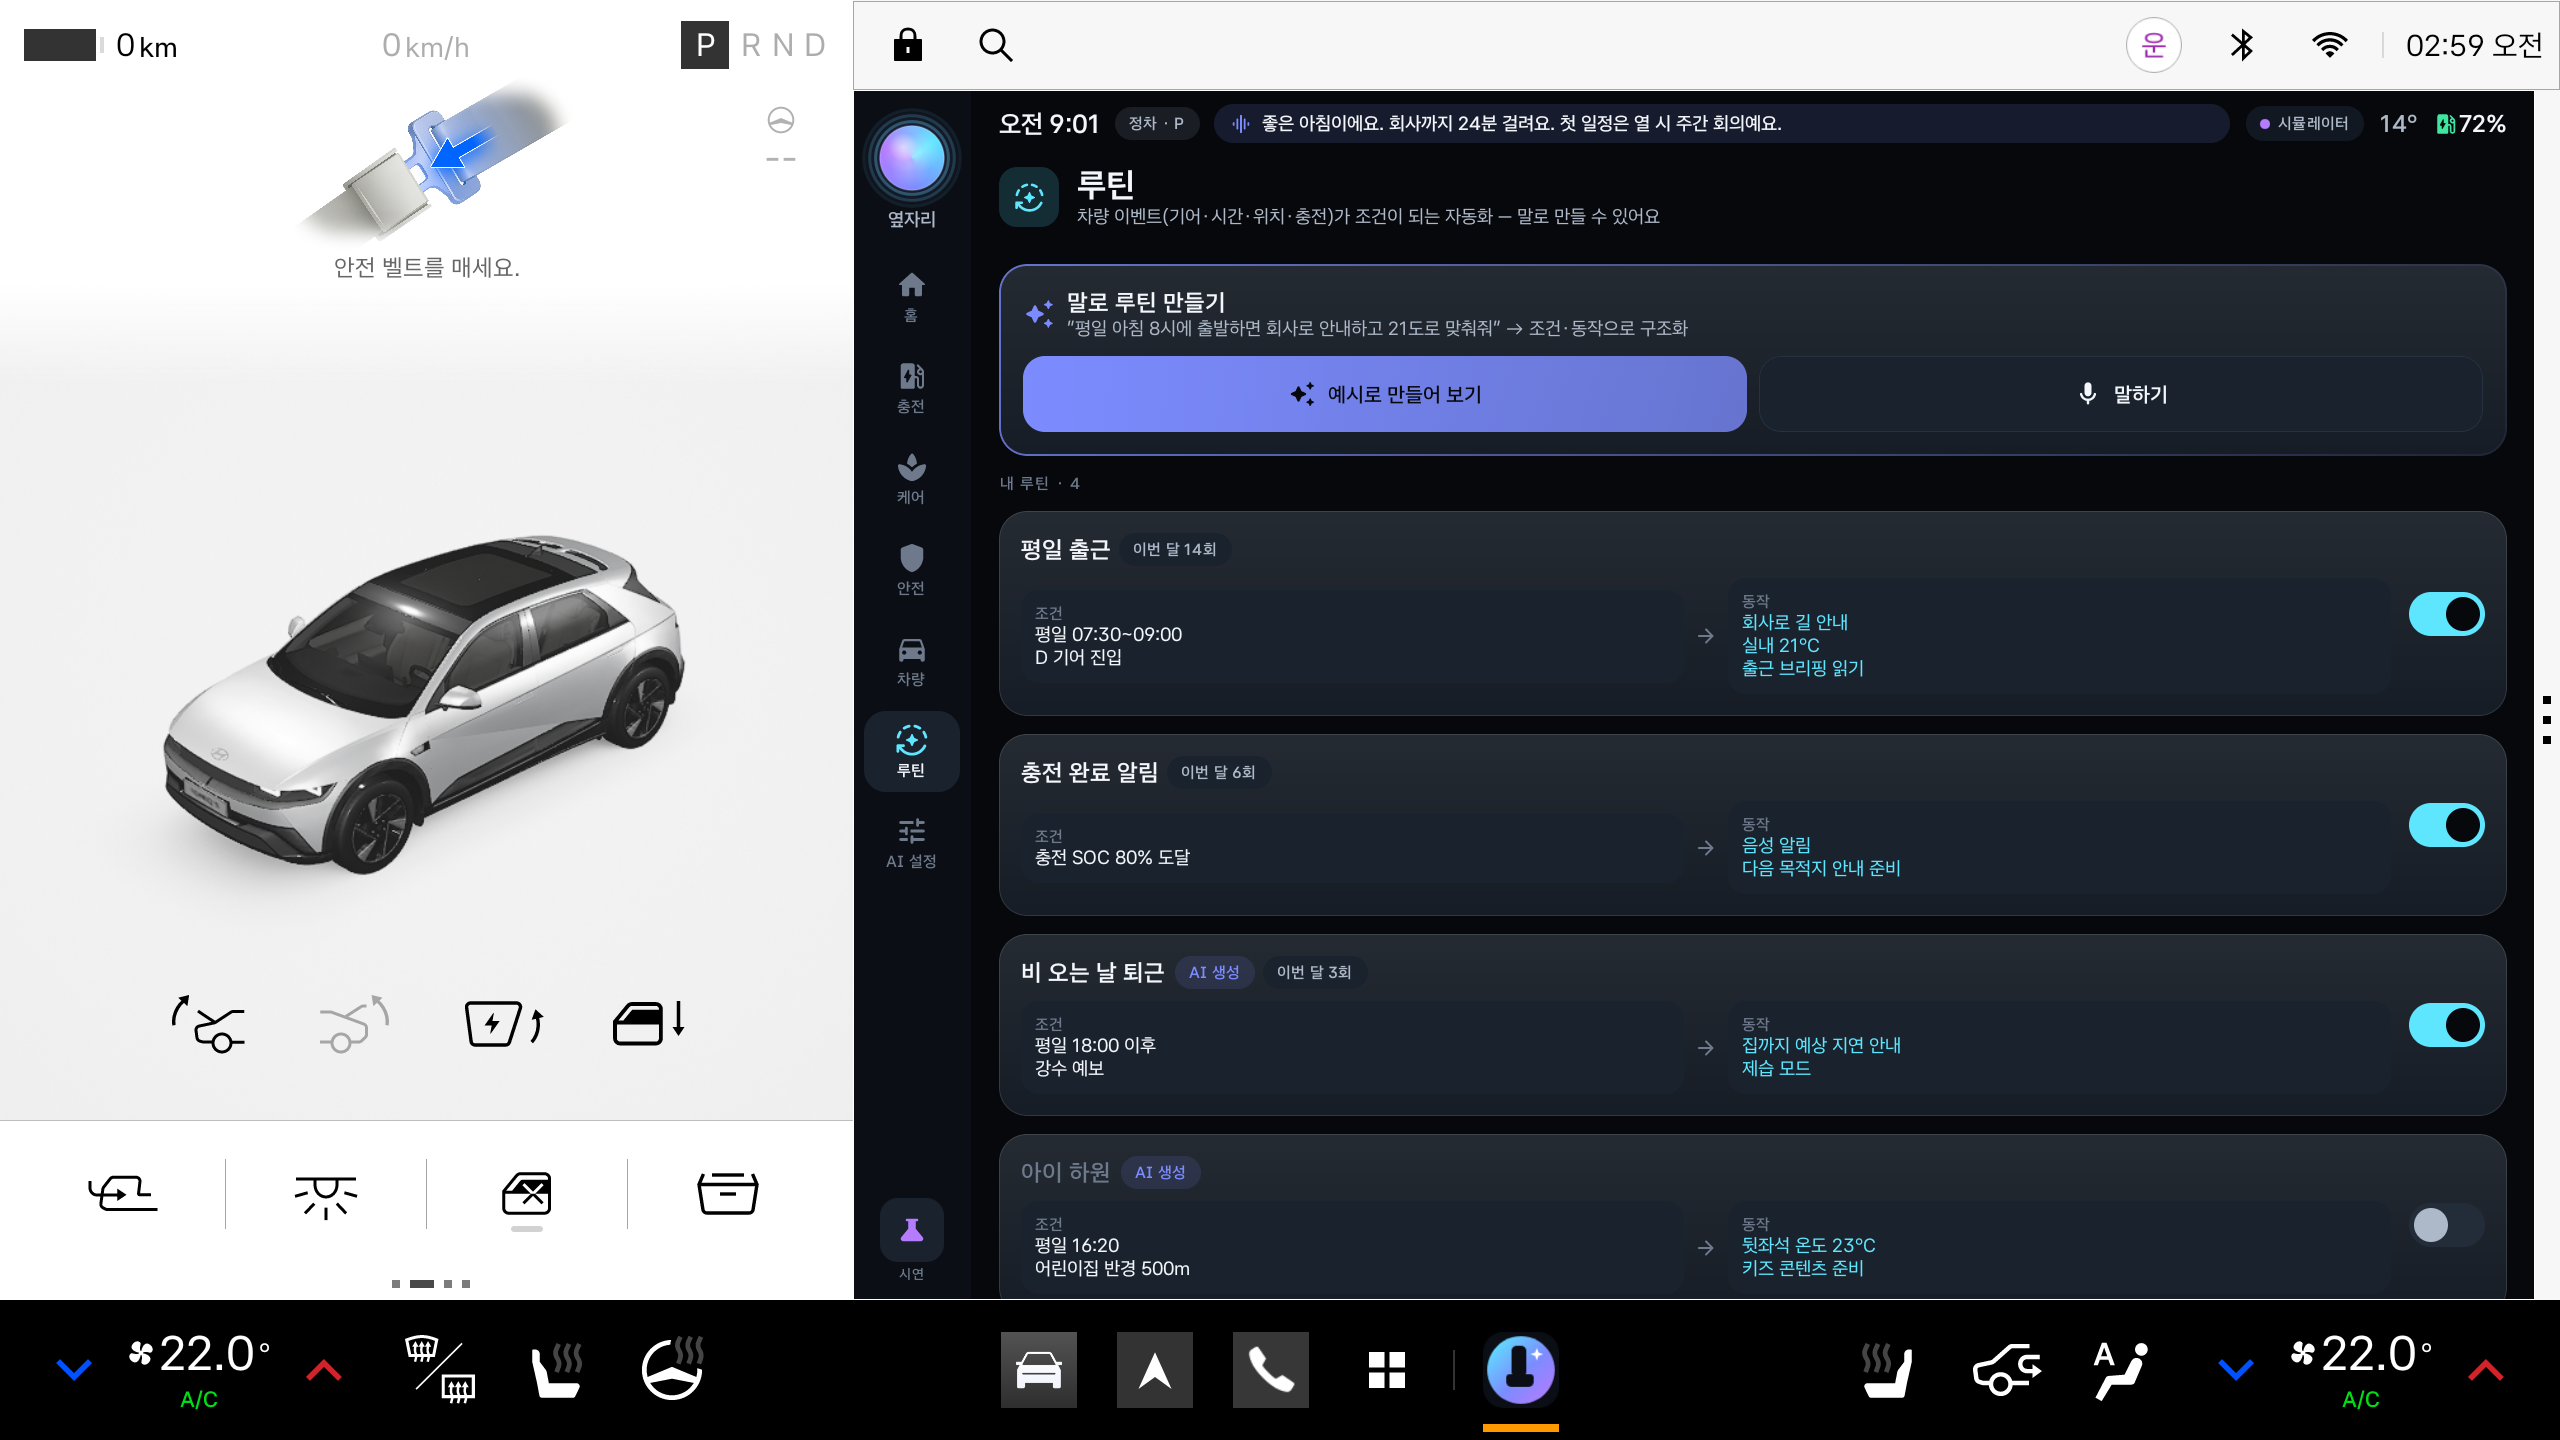 0 km
0 km/h
P R N D
안전 벨트를 매세요.
운
02:59 오전
옆자리
홈
충전
케어
안전
차량
루틴
AI 설정
시연
오전 9:01
정차 · P
좋은 아침이에요. 회사까지 24분 걸려요. 첫 일정은 열 시 주간 회의예요.
시뮬레이터
14°
72%
루틴
차량 이벤트(기어·시간·위치·충전)가 조건이 되는 자동화 — 말로 만들 수 있어요
말로 루틴 만들기
"평일 아침 8시에 출발하면 회사로 안내하고 21도로 맞춰줘" → 조건·동작으로 구조화
예시로 만들어 보기
말하기
내 루틴 · 4
평일 출근
이번 달 14회
조건
평일 07:30~09:00
D 기어 진입
→
동작
회사로 길 안내
실내 21°C
출근 브리핑 읽기
충전 완료 알림
이번 달 6회
조건
충전 SOC 80% 도달
→
동작
음성 알림
다음 목적지 안내 준비
비 오는 날 퇴근
AI 생성
이번 달 3회
조건
평일 18:00 이후
강수 예보
→
동작
집까지 예상 지연 안내
제습 모드
아이 하원
AI 생성
조건
평일 16:20
어린이집 반경 500m
→
동작
뒷좌석 온도 23°C
키즈 콘텐츠 준비
22.0°
A/C
A
22.0°
A/C